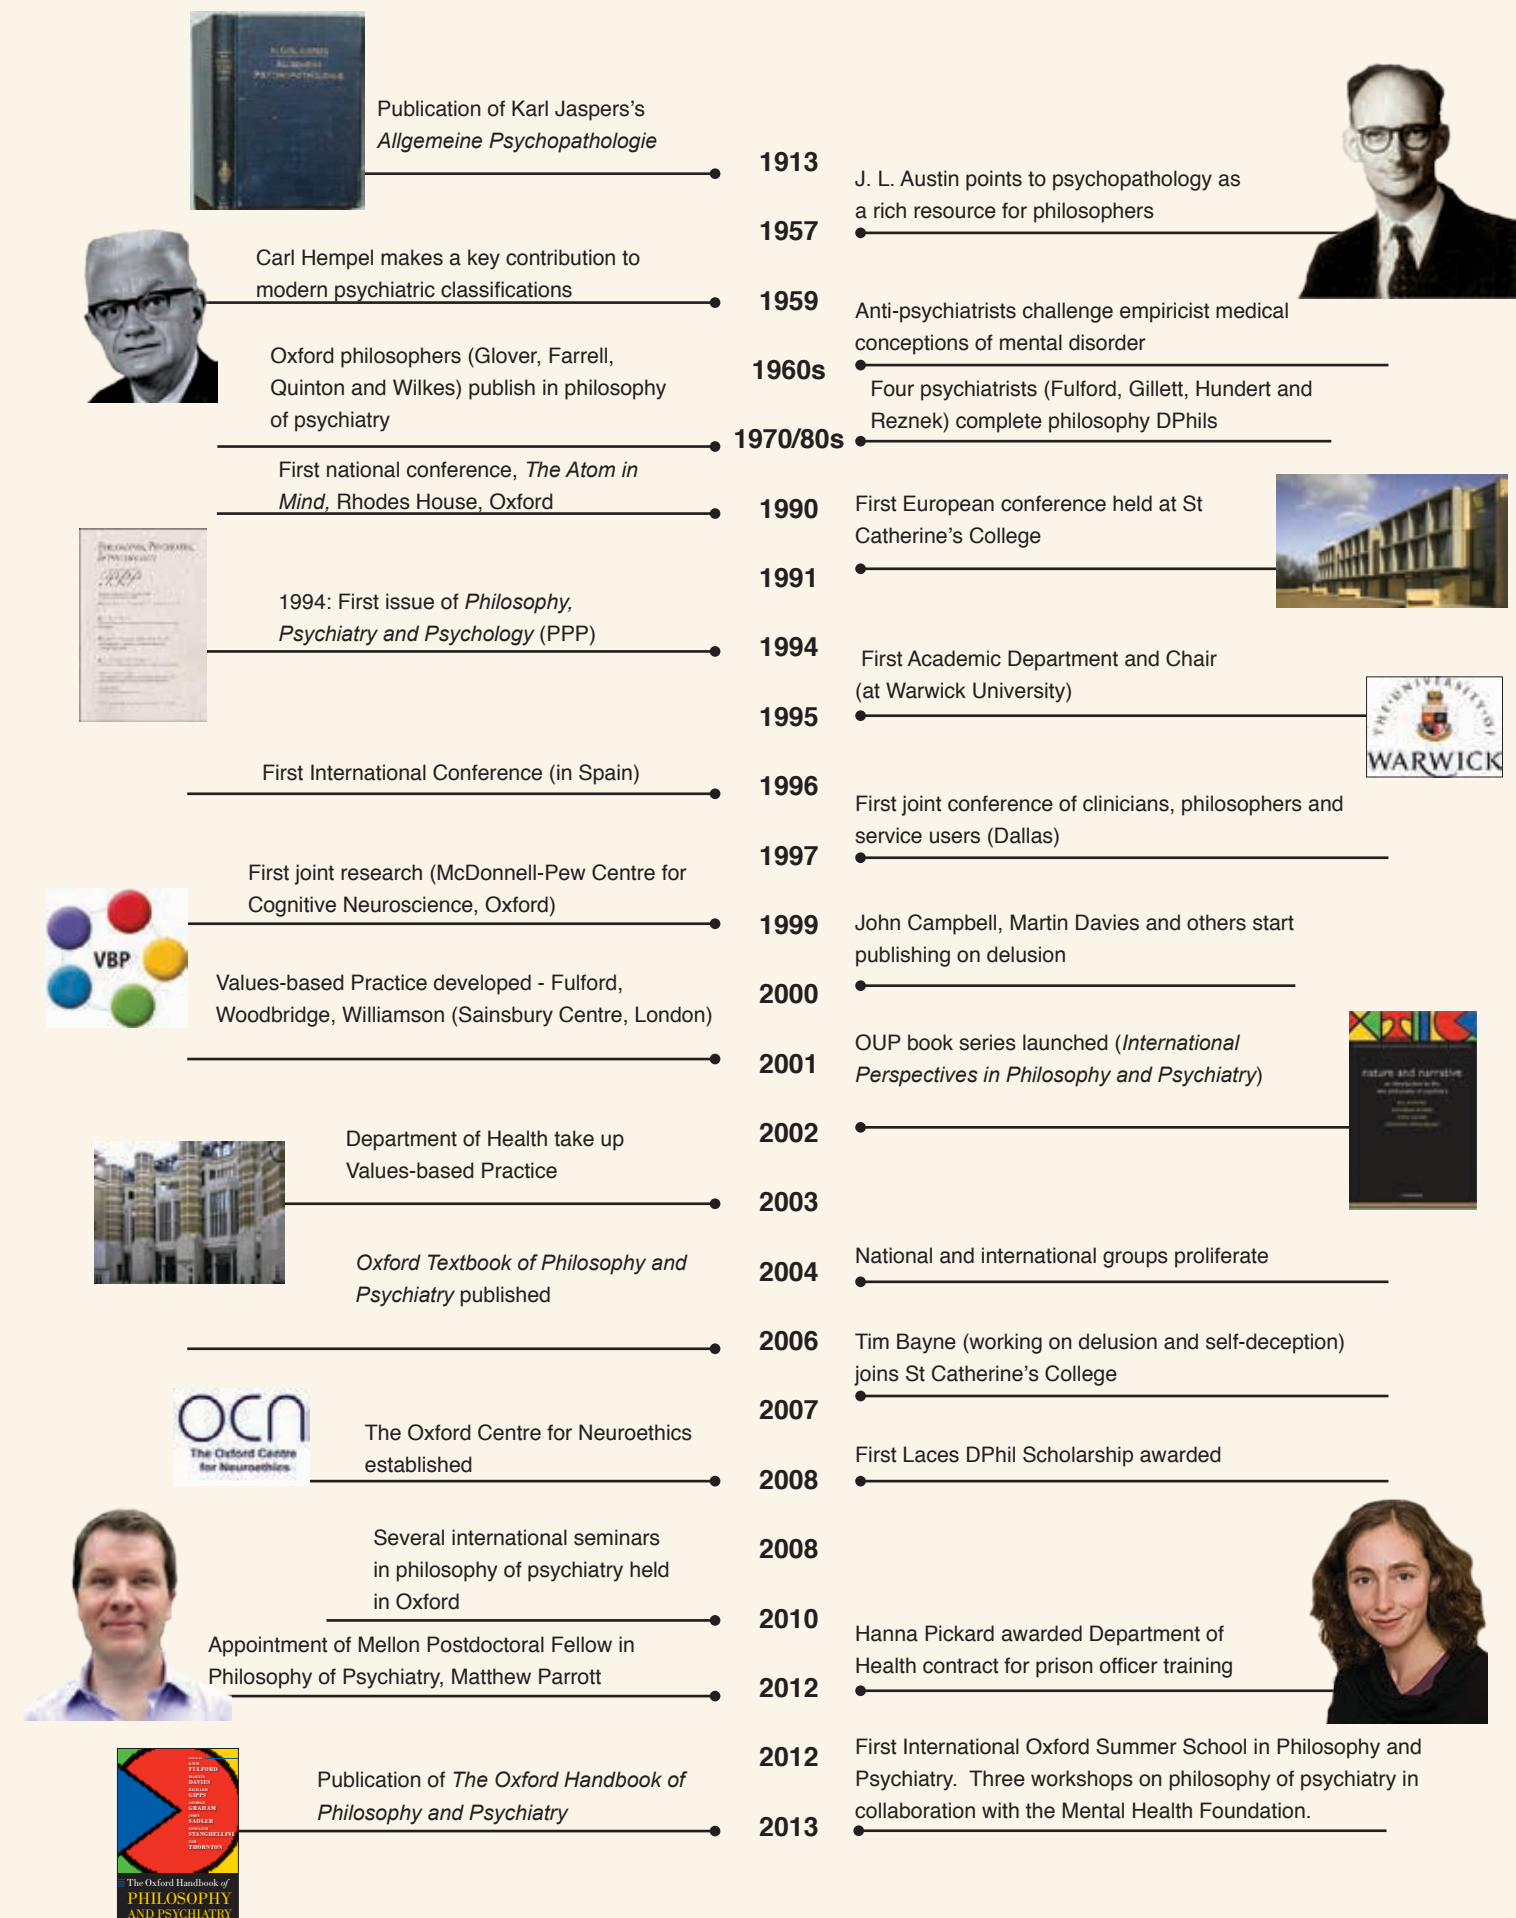 Publication of Karl Jaspers’s
Allgemeine Psychopathologie
1913
J. L. Austin points to psychopathology as
a rich resource for philosophers
1957
Carl Hempel makes a key contribution to
modern psychiatric classifications
1959
Anti-psychiatrists challenge empiricist medical
conceptions of mental disorder
1960s
Oxford philosophers (Glover, Farrell,
Quinton and Wilkes) publish in philosophy
of psychiatry
Four psychiatrists (Fulford, Gillett, Hundert and
Reznek) complete philosophy DPhils
1970/80s
First national conference, The Atom in
Mind, Rhodes House, Oxford
1990
First European conference held at St
Catherine’s College
1991
1994: First issue of Philosophy,
Psychiatry and Psychology (PPP)
1994
First Academic Department and Chair
(at Warwick University)
1995
THE UNIVERSITY OF
WARWICK
First International Conference (in Spain)
1996
First joint conference of clinicians, philosophers and
service users (Dallas)
1997
First joint research (McDonnell-Pew Centre for
Cognitive Neuroscience, Oxford)
1999
VBP
John Campbell, Martin Davies and others start
publishing on delusion
2000
Values-based Practice developed - Fulford,
Woodbridge, Williamson (Sainsbury Centre, London)
2001
OUP book series launched (International
Perspectives in Philosophy and Psychiatry)
2002
nature and narrative
Department of Health take up
Values-based Practice
2003
National and international groups proliferate
2004
Oxford Textbook of Philosophy and
Psychiatry published
2006
Tim Bayne (working on delusion and self-deception)
joins St Catherine’s College
2007
OCN
The Oxford Centre
for Neuroethics
The Oxford Centre for Neuroethics
established
First Laces DPhil Scholarship awarded
2008
2008
Several international seminars
in philosophy of psychiatry held
in Oxford
2010
Appointment of Mellon Postdoctoral Fellow in
Philosophy of Psychiatry, Matthew Parrott
Hanna Pickard awarded Department of
Health contract for prison officer training
2012
2012
First International Oxford Summer School in Philosophy and
Psychiatry.  Three workshops on philosophy of psychiatry in
collaboration with the Mental Health Foundation.
Publication of The Oxford Handbook of
Philosophy and Psychiatry
2013
FULFORD
DAVIES
GIPPS
GRAHAM
SADLER
STANGHELLINI
THORNTON
The Oxford Handbook of
PHILOSOPHY
AND PSYCHIATRY